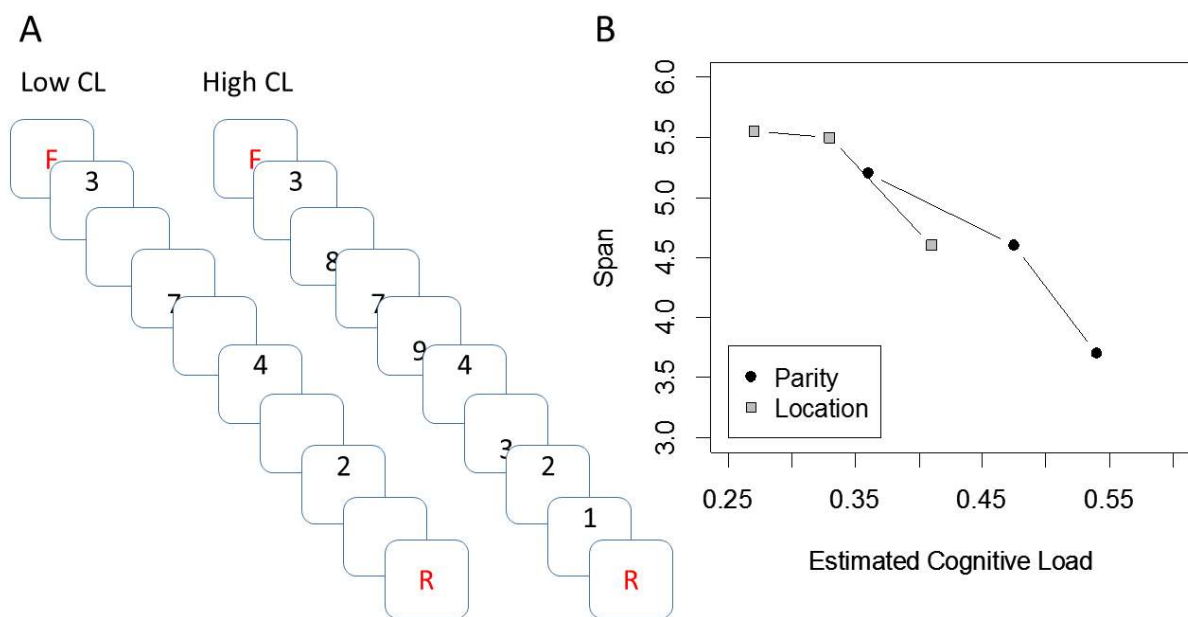 A
Low CL
High CL
F
3
7
4
2
R
F
3
8
7
9
4
3
2
1
R
B
6.0
5.5
5.0
4.5
4.0
3.5
3.0
Span
Parity
Location
0.25 0.35 0.45 0.55
Estimated Cognitive Load